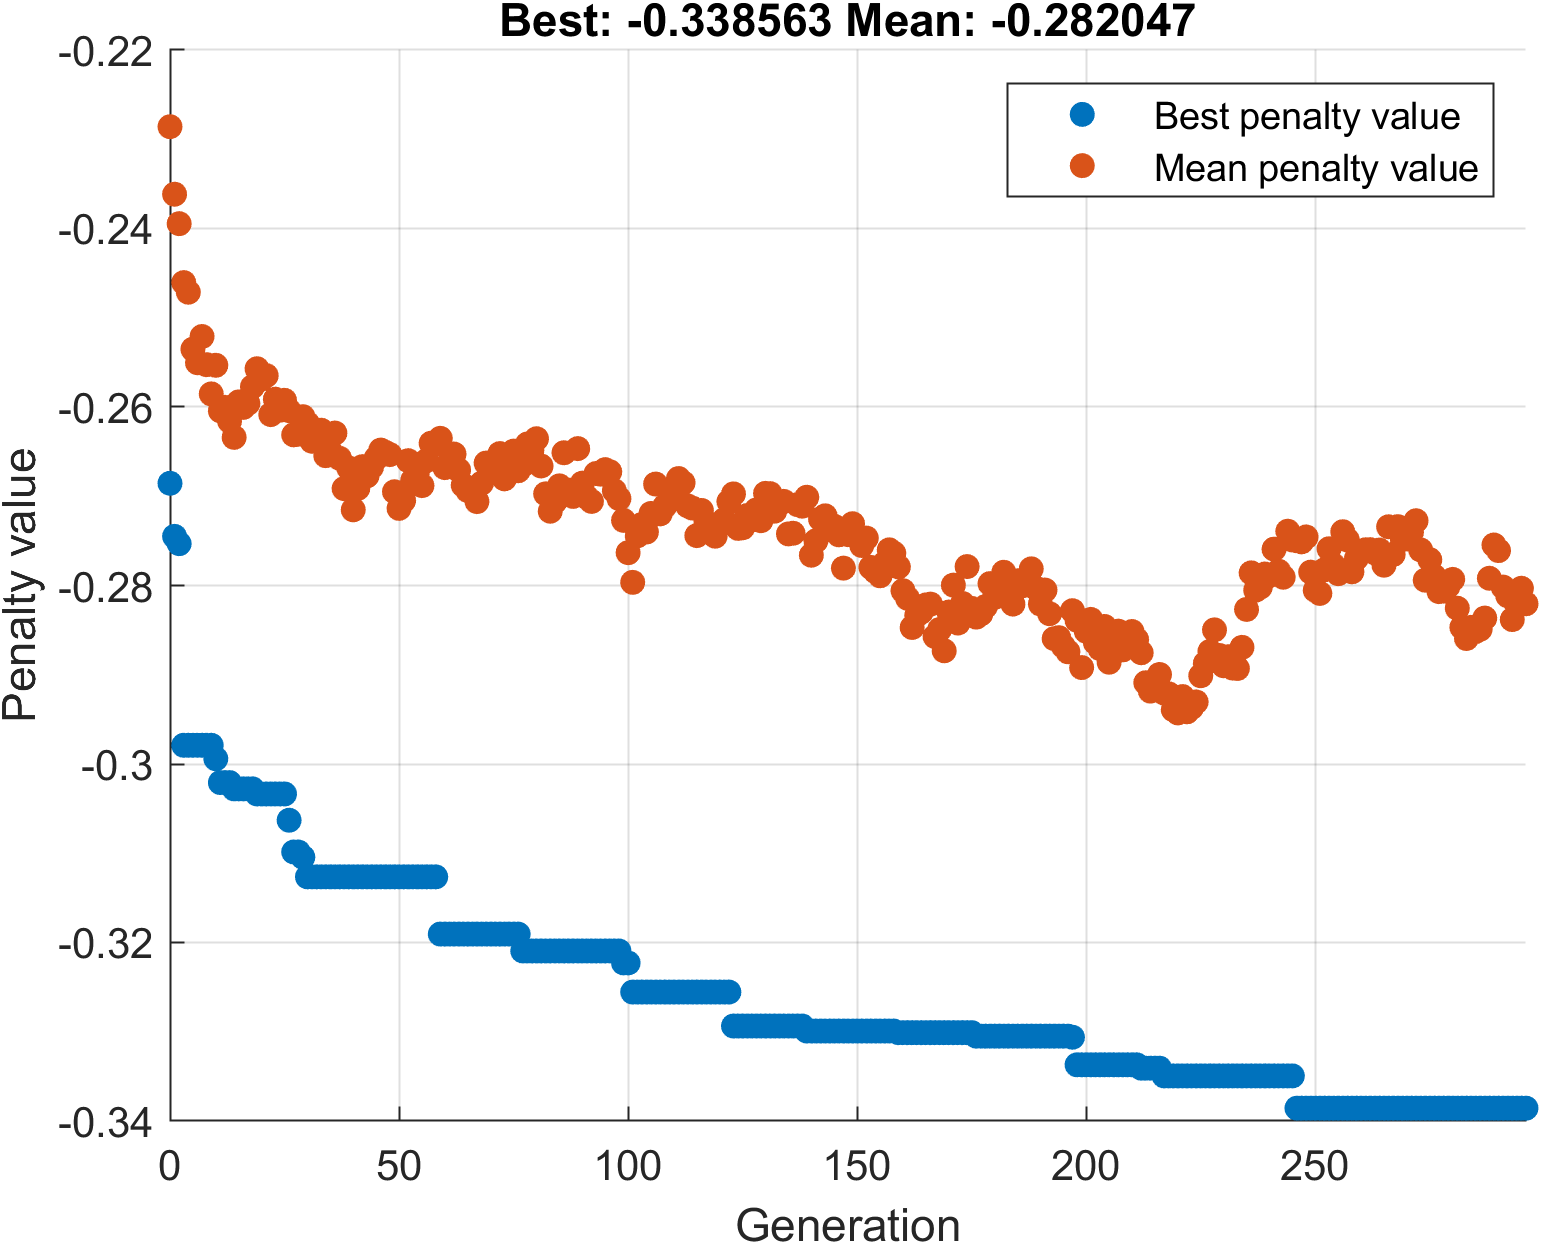 Best: -0.338563 Mean: -0.282047
-0.22
-0.24
-0.26
-0.28
-0.3
-0.32
-0.34
Penalty value
Best penalty value
Mean penalty value
0
50
100
150
200
250
Generation